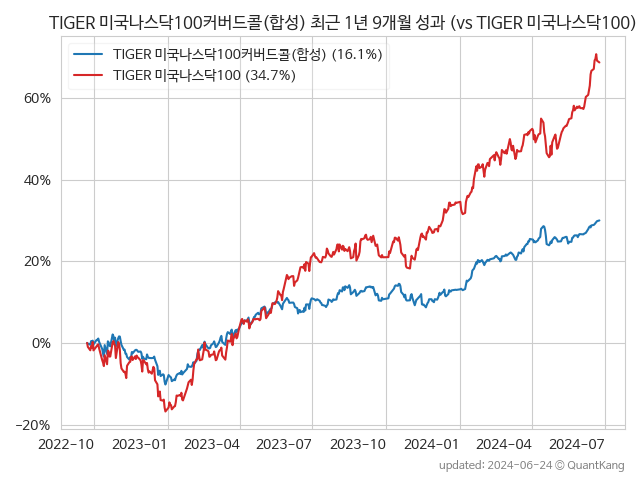 TIGER 미국나스닥100커버드콜(합성) 최근 1년 9개월 성과 (vs TIGER 미국나스닥100)
TIGER 미국나스닥100커버드콜(합성) (16.1%)
TIGER 미국나스닥100 (34.7%)
60%
40%
20%
0%
−20%
2022-10 2023-01 2023-04 2023-07 2023-10 2024-01 2024-04 2024-07
updated: 2024-06-24 © QuantKang